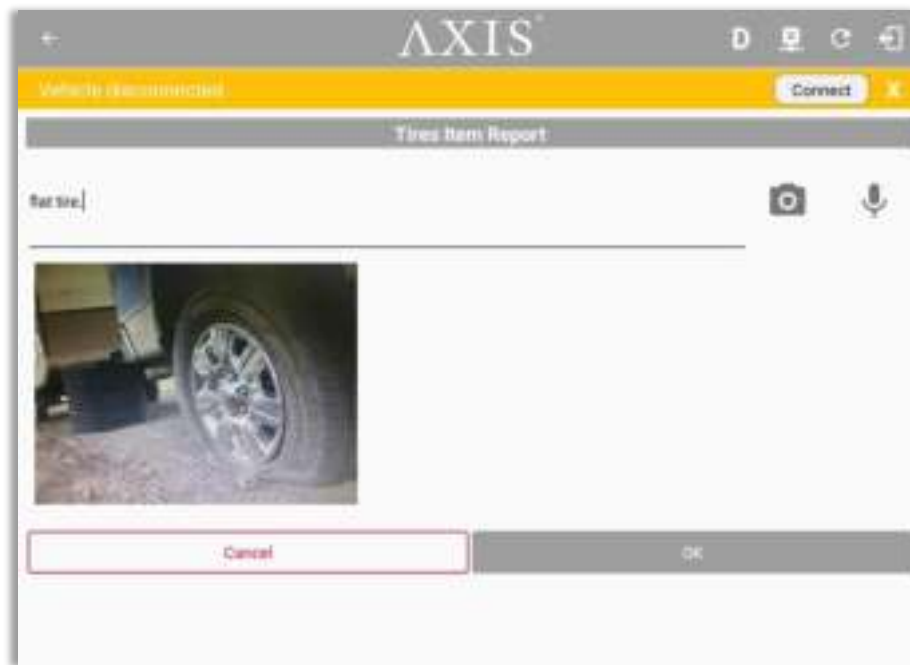 AXIS
D
Vehicle disconnected
Connect X
Tires Item Report
flat tire.
Cancel
OK